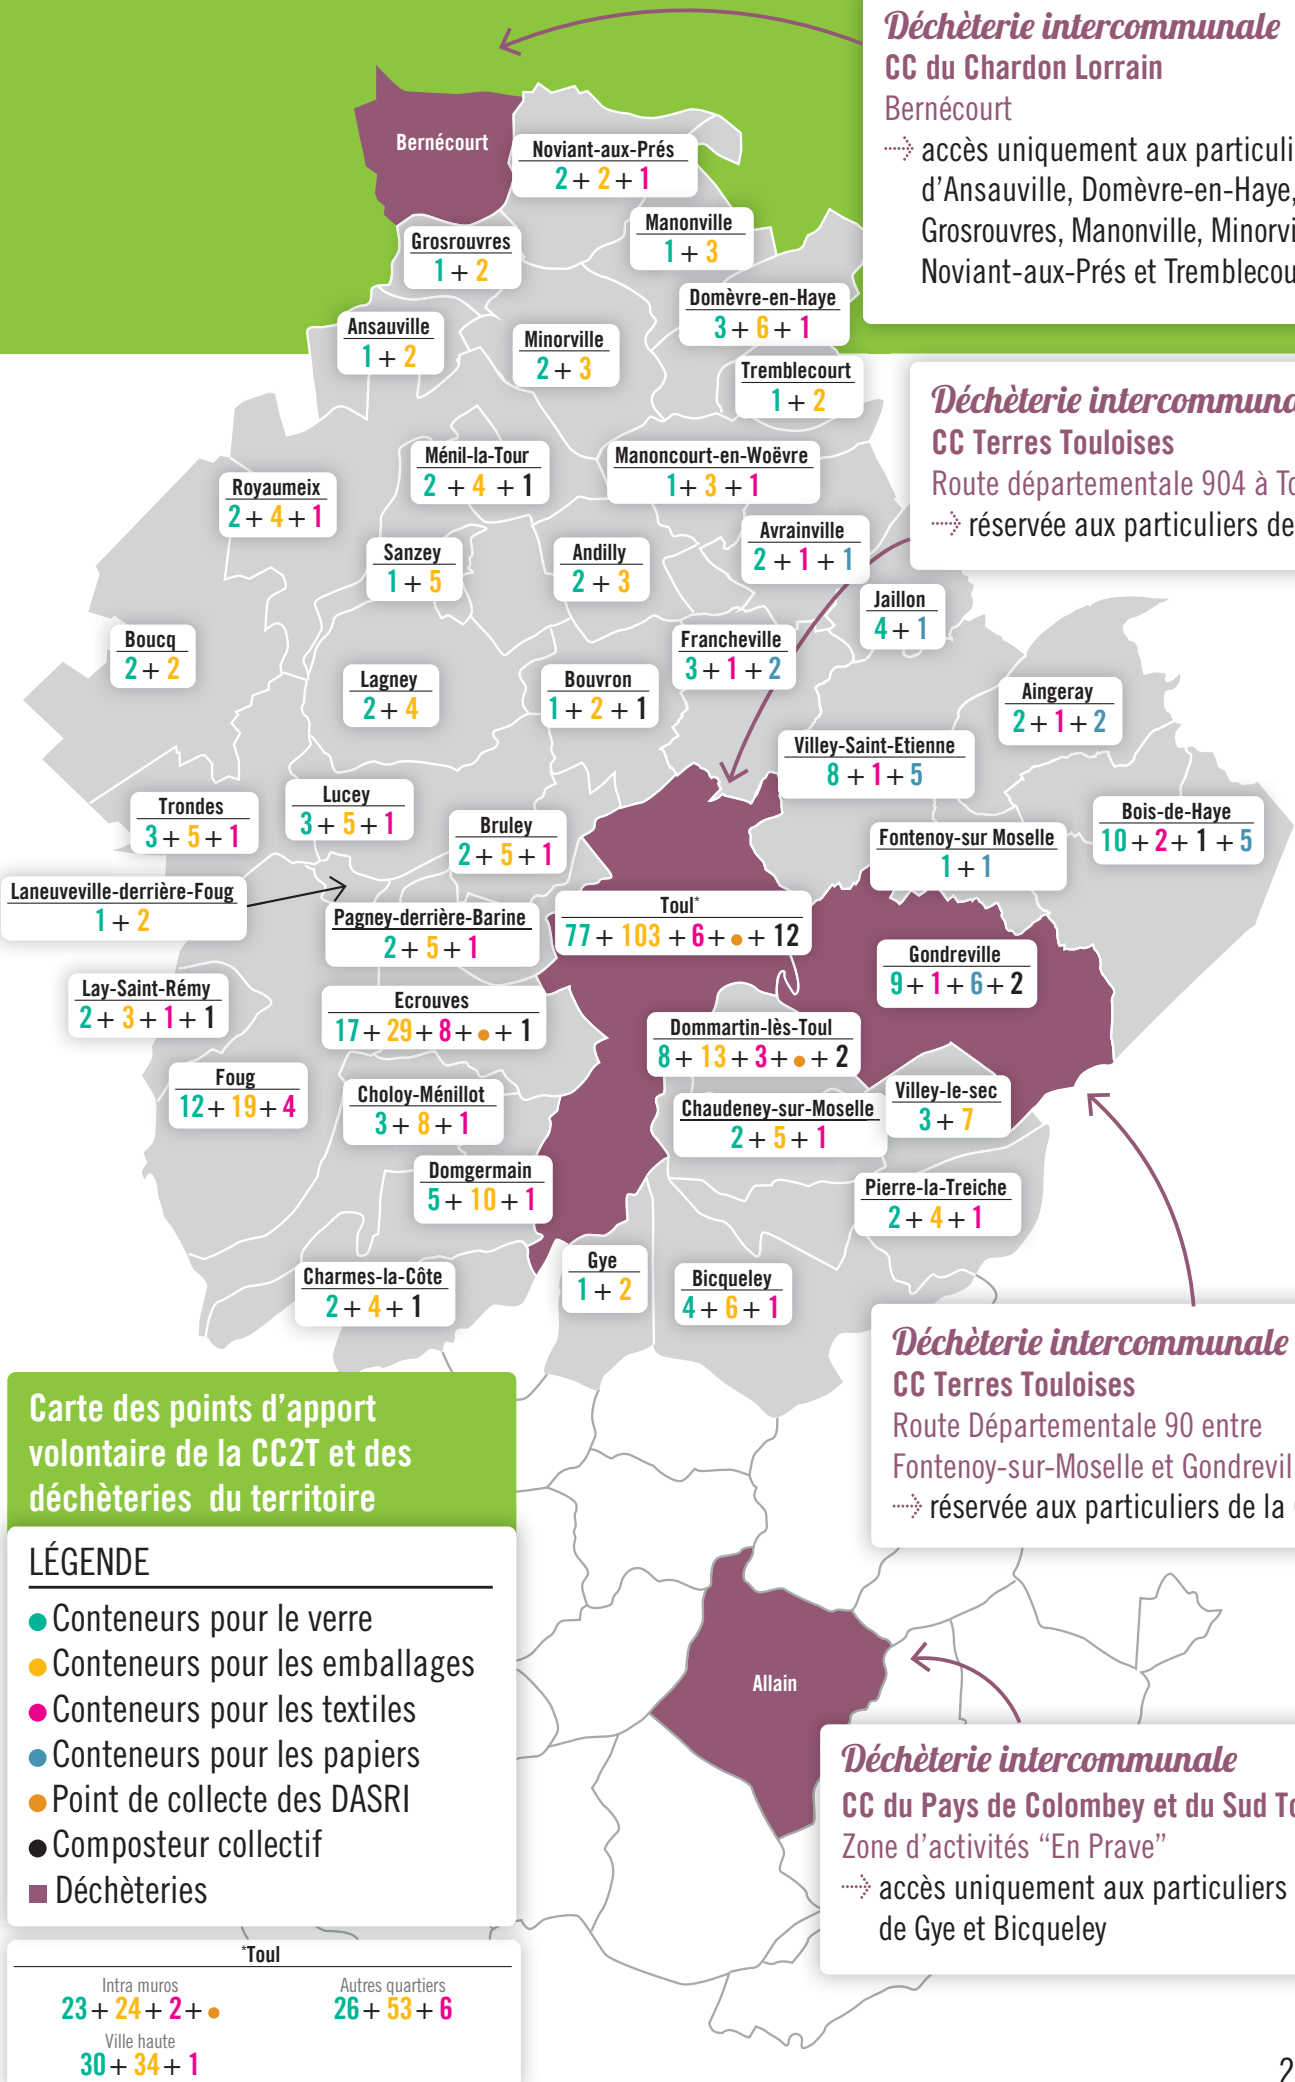 Déchèterie intercommunale
CC du Chardon Lorrain
Bernécourt
accès uniquement aux
d'Ansauville, Domèvre-en-Haye,
Grosrouvres, Manonville,
Noviant-aux-Prés et
Bernécourt
Noviant-aux-Prés
2 + 2 + 1
Manonville
1 + 3
Grosrouvres
1 + 2
Domèvre-en-Haye
3 + 6 + 1
Ansauville
1 + 2
Minorville
2 + 3
Tremblecourt
1 + 2
Déchèterie
CC Terres Touloises
Route départementale 904 à
réservée aux particuliers
Ménil-la-Tour
2 + 4 + 1
Manoncourt-en-Woëvre
1 + 3 + 1
Royaumeix
2 + 4 + 1
Avrainville
2 + 1 + 1
Sanzey
1 + 5
Andilly
2 + 3
Jaillon
4 + 1
Boucq
2 + 2
Francheville
3 + 1 + 2
Lagney
2 + 4
Bouvron
1 + 2 + 1
Aingeray
2 + 1 + 2
Villey-Saint-Etienne
8 + 1 + 5
Trondes
3 + 5 + 1
Lucey
3 + 5 + 1
Bruley
2 + 5 + 1
Bois-de-Haye
10 + 2 + 1 + 5
Fontenoy-sur Moselle
1 + 1
Laneuveville-derrière-Foug
1 + 2
Pagney-derrière-Barine
2 + 5 + 1
Toul*
77 + 103 + 6 + ● + 12
Gondreville
9 + 1 + 6 + 2
Lay-Saint-Rémy
2 + 3 + 1 + 1
Ecrouves
17 + 29 + 8 + ● + 1
Dommartin-lès-Toul
8 + 13 + 3 + ● + 2
Foug
12 + 19 + 4
Choloy-Ménillot
3 + 8 + 1
Chaudeney-sur-Moselle
2 + 5 + 1
Villey-le-sec
3 + 7
Domgermain
5 + 10 + 1
Pierre-la-Treiche
2 + 4 + 1
Charmes-la-Côte
2 + 4 + 1
Gye
1 + 2
Bicqueley
4 + 6 + 1
Déchèterie intercommunale
CC Terres Touloises
Route Départementale 90 entre
Fontenoy-sur-Moselle et
réservée aux particuliers de la
Carte des points d'apport
volontaire de la CC2T et des
déchèteries du territoire
LÉGENDE
Conteneurs pour le verre
Conteneurs pour les emballages
Conteneurs pour les textiles
Conteneurs pour les papiers
Point de collecte des DASRI
Composteur collectif
Déchèteries
Allain
Déchèterie intercommunale
CC du Pays de Colombey et du Sud
Zone d'activités “En Prave”
accès uniquement aux particuliers
de Gye et Bicqueley
*Toul
Intra muros
23 + 24 + 2 + ●
Autres quartiers
26 + 53 + 6
Ville haute
30 + 34 + 1